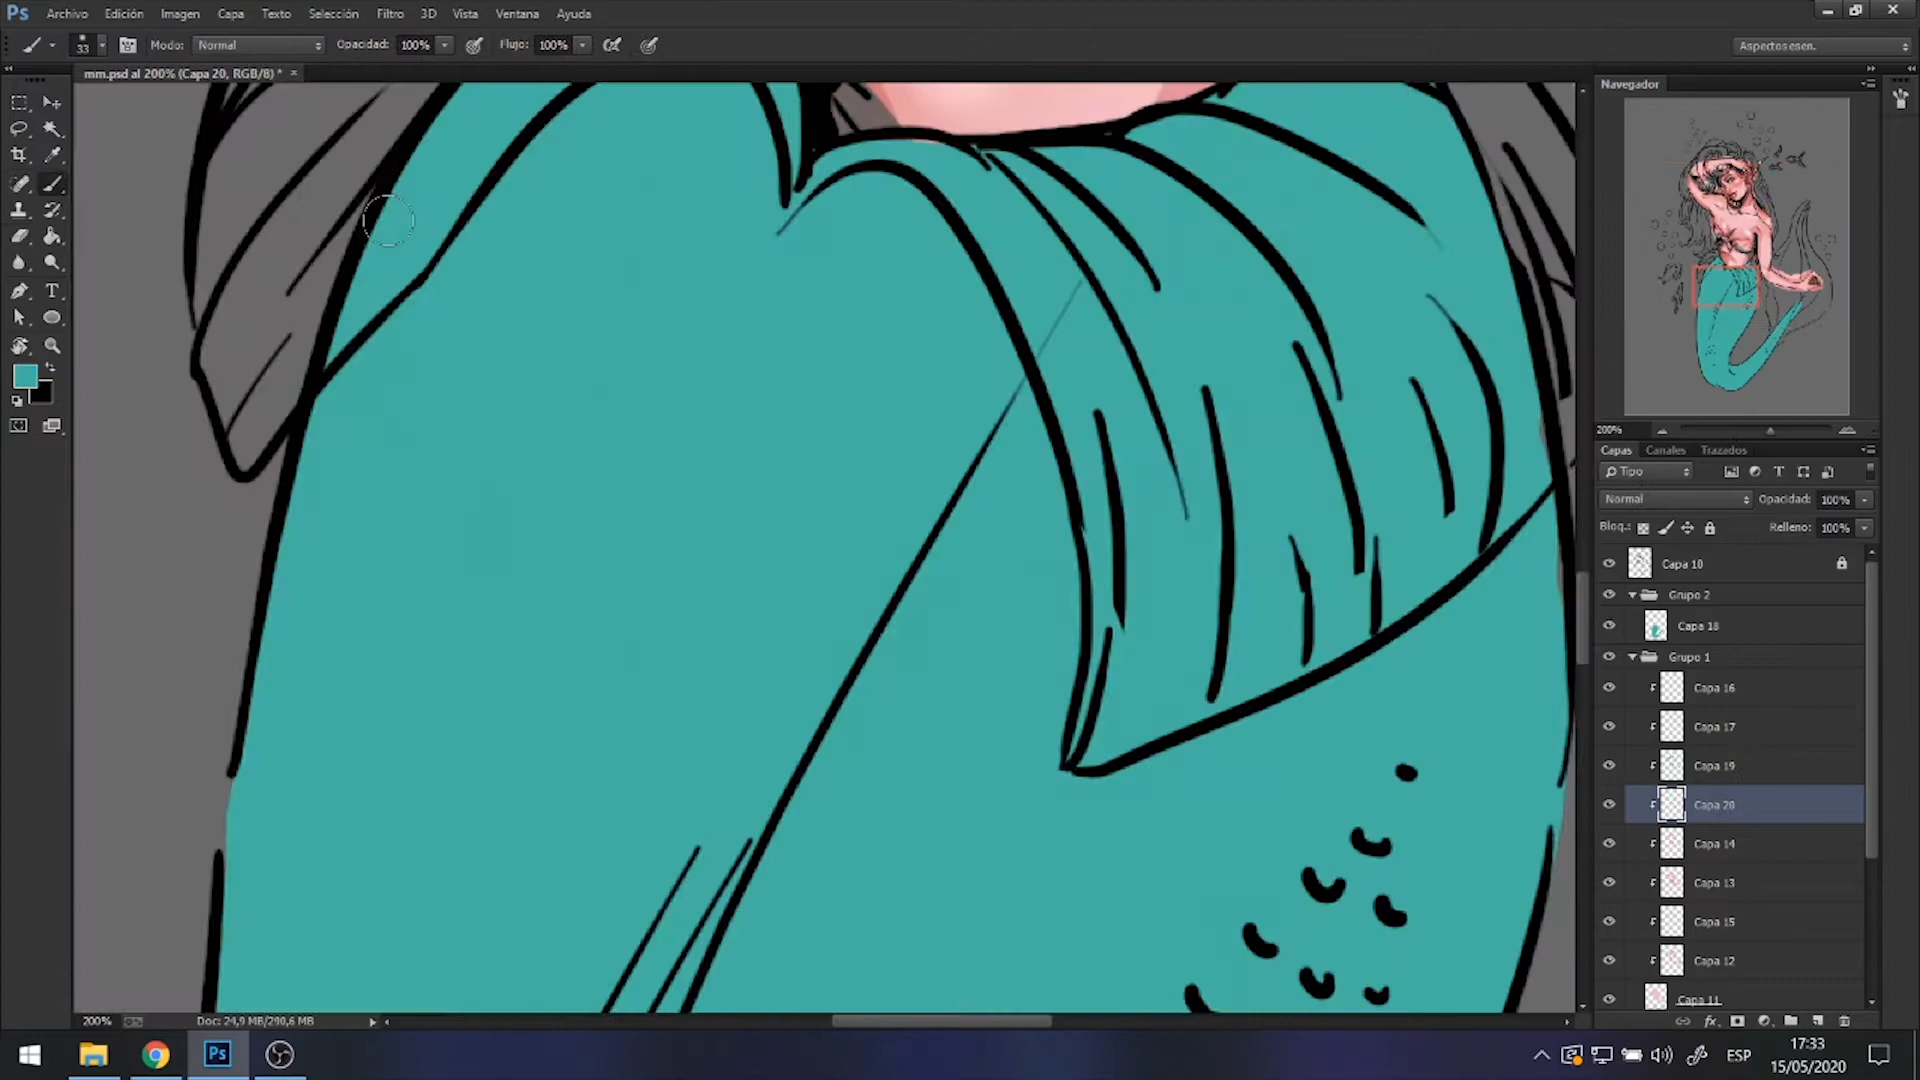 Ps Archivo Edición Imagen Capa Texto Selección Filtro 3D Vista Ventana Ayuda
33 Modo: Normal Opacidad: 100% Flujo: 100% Aspectos esen.
mm.psd al 200% (Capa 20, RGB/8) * ×
Navegador
200%
Capas Canales Trazados
Tipo
Normal Opacidad: 100%
Bloq.: Relleno: 100%
Capa 10
Grupo 2
Capa 18
Grupo 1
Capa 16
Capa 17
Capa 19
Capa 20
Capa 14
Capa 13
Capa 15
Capa 12
Capa 11
200% Doc: 24,9 MB/290,6 MB
fx
Ps ESP 17:33
15/05/2020